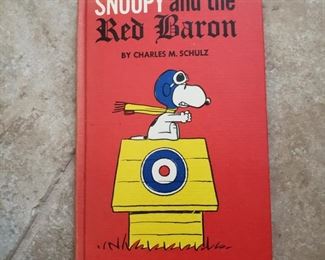 SNOOPY and the
Red Baron
BY CHARLES M. SCHULZ